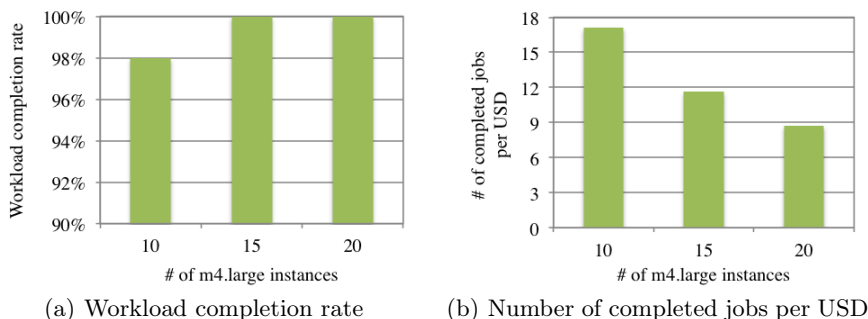 Workload completion rate
100%
98%
96%
94%
92%
90%
10
15
20
# of m4.large instances
(a) Workload completion rate
# of completed jobs
per USD
18
15
12
9
6
3
0
10
15
20
# of m4.large instances
(b) Number of completed jobs per USD